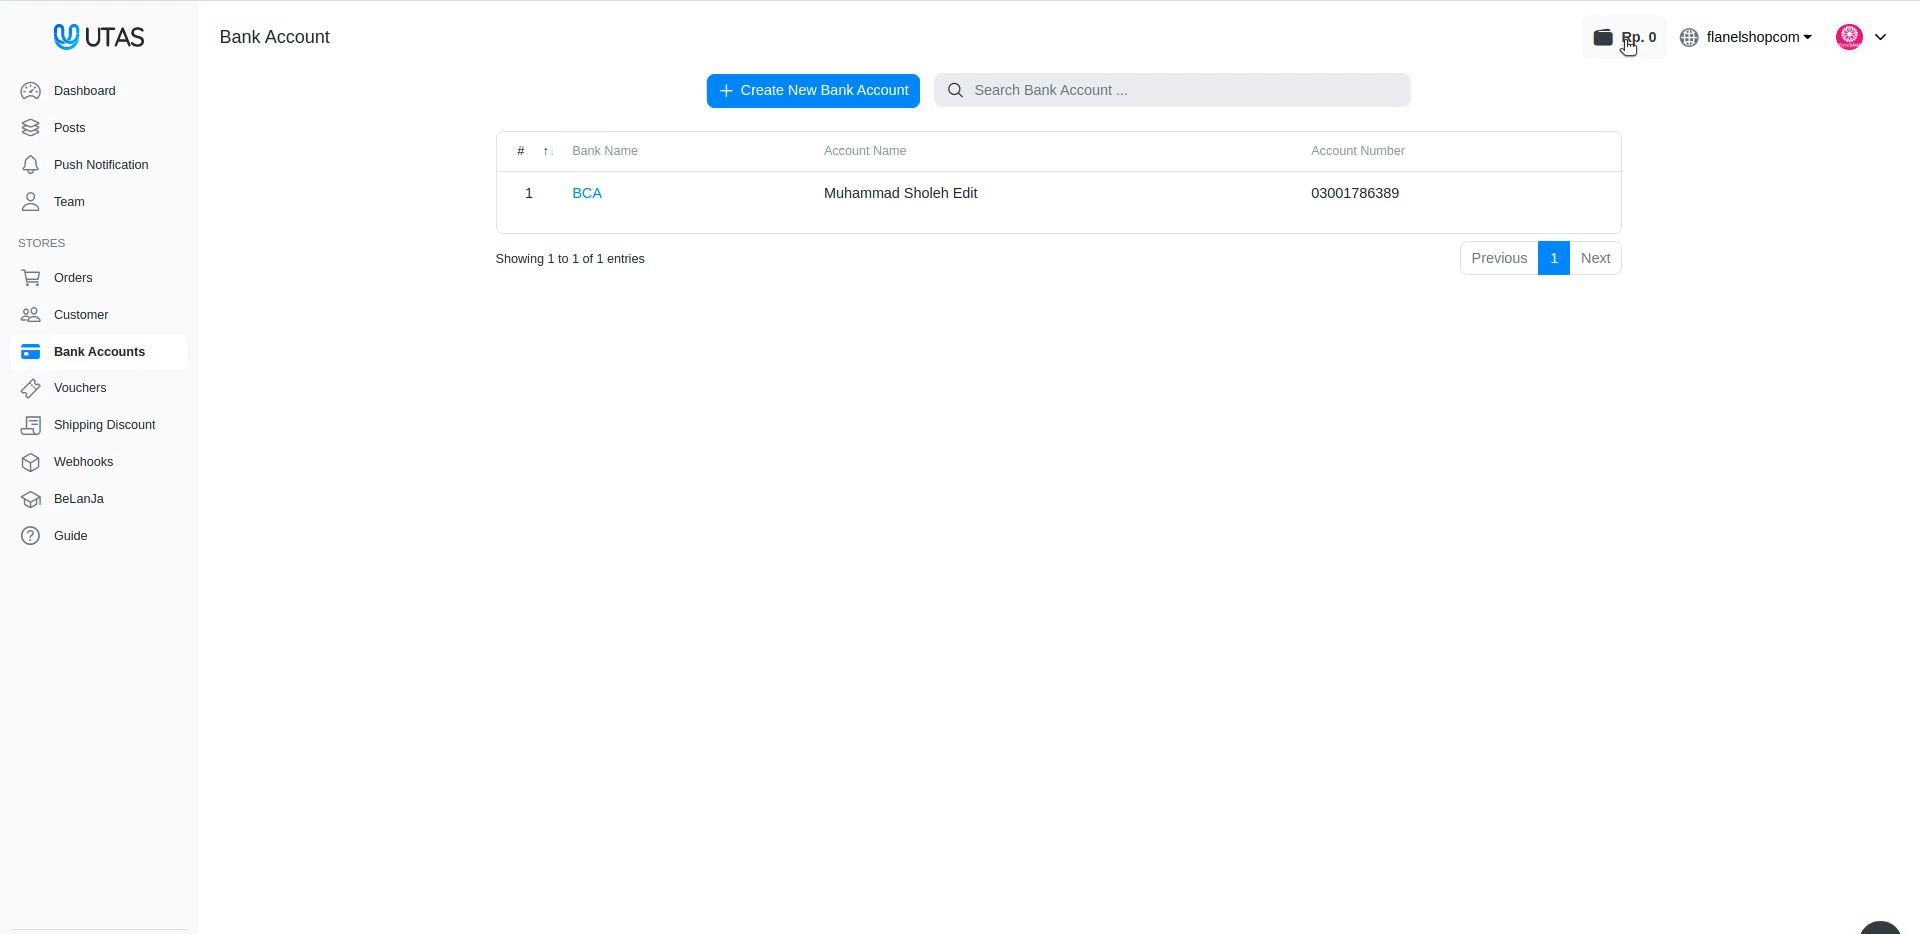 UTAS
Bank Account
Rp. 0
flanelshopcom
Dashboard
Posts
Push Notification
Team
STORES
Orders
Customer
Bank Accounts
Vouchers
Shipping Discount
Webhooks
BeLanJa
Guide
Create New Bank Account
Search Bank Account ...
# Bank Name Account Name Account Number
1 BCA Muhammad Sholeh Edit 03001786389
Showing 1 to 1 of 1 entries
Previous 1 Next